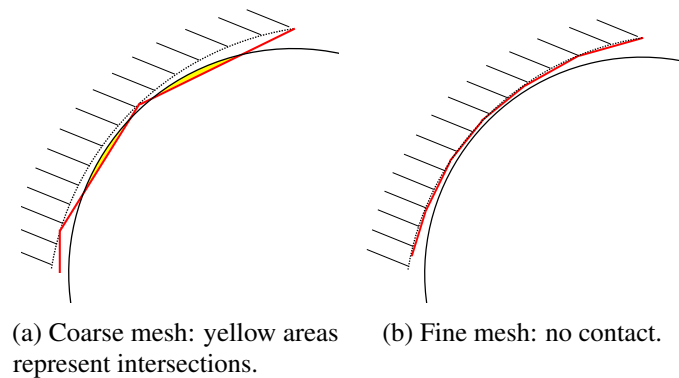 (a) Coarse mesh: yellow areas
represent intersections.
(b) Fine mesh: no contact.